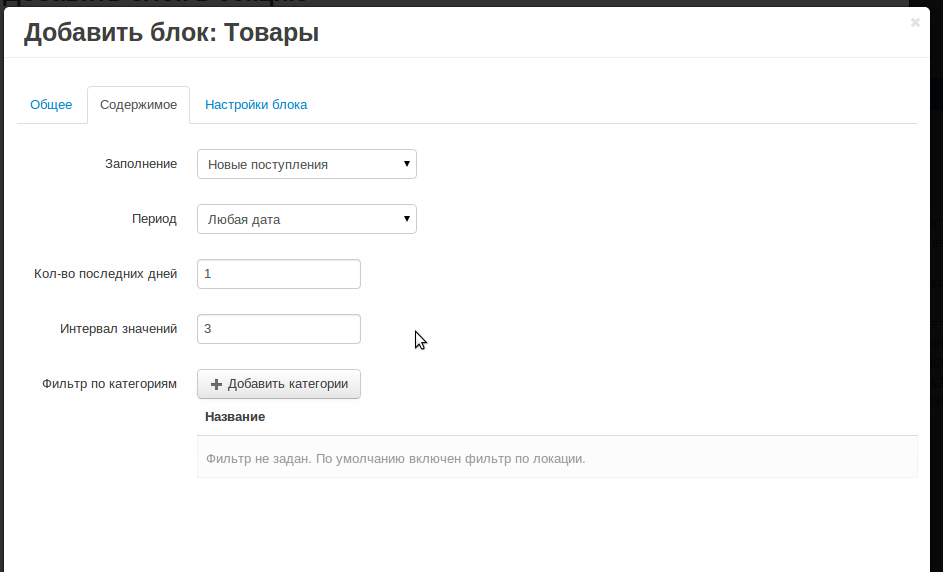 Добавить блок: Товары
Общее Содержимое Настройки блока
Заполнение Новые поступления
Период Любая дата
Кол-во последних дней 1
Интервал значений 3
Фильтр по категориям Добавить категории
Название
Фильтр не задан. По умолчанию включен фильтр по локации.